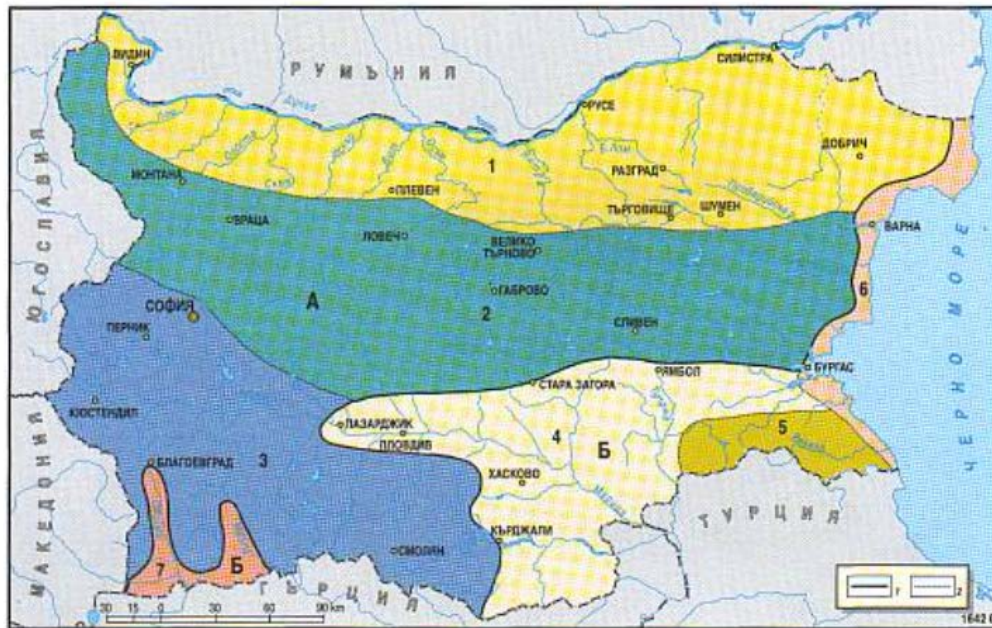 ВИДИН
РУМЪНИЯ
СИЛИСТРА
Дунав
РУСЕ
ДОБРИЧ
1
РАЗГРАД
МОНТАНА
ПЛЕВЕН
ТЪРГОВИЩЕ
ШУМЕН
ВРАЦА
ЛОВЕЧ
ВЕЛИКО
ТЪРНОВО
ВАРНА
ЮГОСЛАВИЯ
ЧЕРНО МОРЕ
ГАБРОВО
6
А
2
СОФИЯ
ПЕРНИК
СЛИВЕН
БУРГАС
ЯМБОЛ
СТАРА ЗАГОРА
КЮСТЕНДИЛ
ПАЗАРДЖИК
ПЛОВДИВ
4
Б
5
МАКЕДОНИЯ
БЛАГОЕВГРАД
3
ХАСКОВО
Марица
ТУРЦИЯ
КЪРДЖАЛИ
СМОЛЯН
7
Б
ГЪРЦИЯ
1
2
30 15 0 30 60 90 km